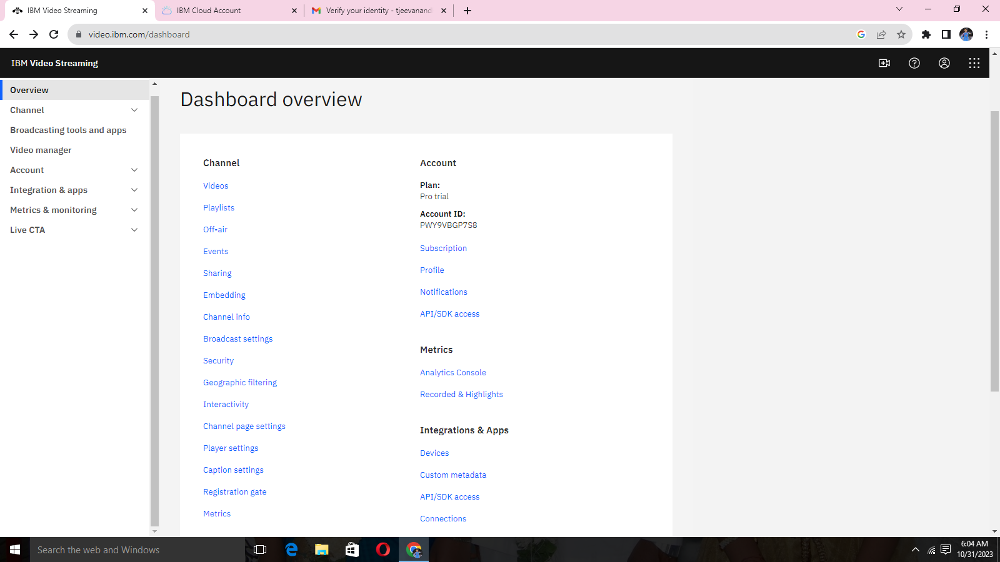 IBM Video Streaming
IBM Cloud Account
Verify your identity - tjeevanand
video.ibm.com/dashboard
IBM Video Streaming
Overview
Channel
Broadcasting tools and apps
Video manager
Account
Integration & apps
Metrics & monitoring
Live CTA
Dashboard overview
Channel
Videos
Playlists
Off-air
Events
Sharing
Embedding
Channel info
Broadcast settings
Security
Geographic filtering
Interactivity
Channel page settings
Player settings
Caption settings
Registration gate
Metrics
Account
Plan:
Pro trial
Account ID:
PWY9VBGP7S8
Subscription
Profile
Notifications
API/SDK access
Metrics
Analytics Console
Recorded & Highlights
Integrations & Apps
Devices
Custom metadata
API/SDK access
Connections
Search the web and Windows
6:04 AM
10/31/2023